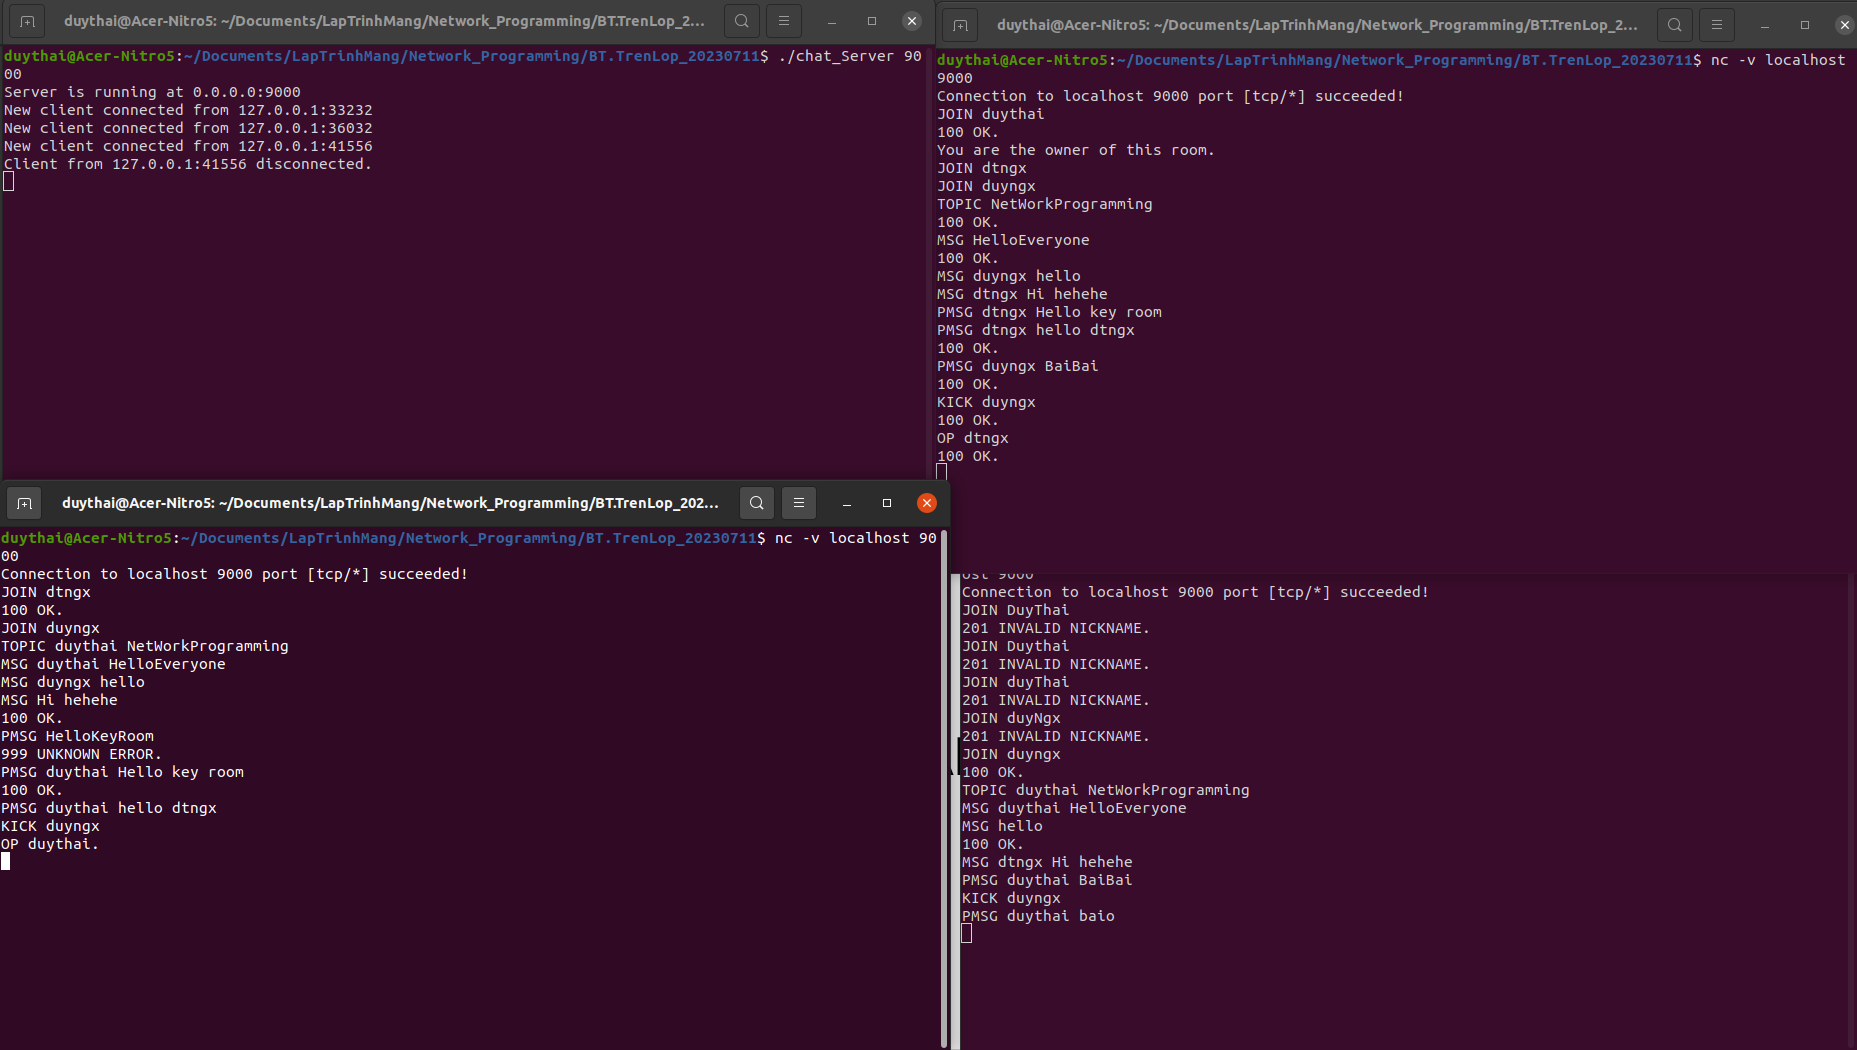 duythai@Acer-Nitro5: ~/Documents/LapTrinhMang/Network_Programming/BT.TrenLop_2...
duythai@Acer-Nitro5:~/Documents/LapTrinhMang/Network_Programming/BT.TrenLop_20230711$ ./chat_Server 90
00
Server is running at 0.0.0.0:9000
New client connected from 127.0.0.1:33232
New client connected from 127.0.0.1:36032
New client connected from 127.0.0.1:41556
Client from 127.0.0.1:41556 disconnected.
duythai@Acer-Nitro5: ~/Documents/LapTrinhMang/Network_Programming/BT.TrenLop_2...
duythai@Acer-Nitro5:~/Documents/LapTrinhMang/Network_Programming/BT.TrenLop_20230711$ nc -v localhost
9000
Connection to localhost 9000 port [tcp/*] succeeded!
JOIN duythai
100 OK.
You are the owner of this room.
JOIN dtngx
JOIN duyngx
TOPIC NetWorkProgramming
100 OK.
MSG HelloEveryone
100 OK.
MSG duyngx hello
MSG dtngx Hi hehehe
PMSG dtngx Hello key room
PMSG dtngx hello dtngx
100 OK.
PMSG duyngx BaiBai
100 OK.
KICK duyngx
100 OK.
OP dtngx
100 OK.
duythai@Acer-Nitro5: ~/Documents/LapTrinhMang/Network_Programming/BT.TrenLop_202...
duythai@Acer-Nitro5:~/Documents/LapTrinhMang/Network_Programming/BT.TrenLop_20230711$ nc -v localhost 90
00
Connection to localhost 9000 port [tcp/*] succeeded!
JOIN dtngx
100 OK.
JOIN duyngx
TOPIC duythai NetWorkProgramming
MSG duythai HelloEveryone
MSG duyngx hello
MSG Hi hehehe
100 OK.
PMSG HelloKeyRoom
999 UNKNOWN ERROR.
PMSG duythai Hello key room
100 OK.
PMSG duythai hello dtngx
KICK duyngx
OP duythai.
ost 9000
Connection to localhost 9000 port [tcp/*] succeeded!
JOIN DuyThai
201 INVALID NICKNAME.
JOIN Duythai
201 INVALID NICKNAME.
JOIN duyThai
201 INVALID NICKNAME.
JOIN duyNgx
201 INVALID NICKNAME.
JOIN duyngx
100 OK.
TOPIC duythai NetWorkProgramming
MSG duythai HelloEveryone
MSG hello
100 OK.
MSG dtngx Hi hehehe
PMSG duythai BaiBai
KICK duyngx
PMSG duythai baio